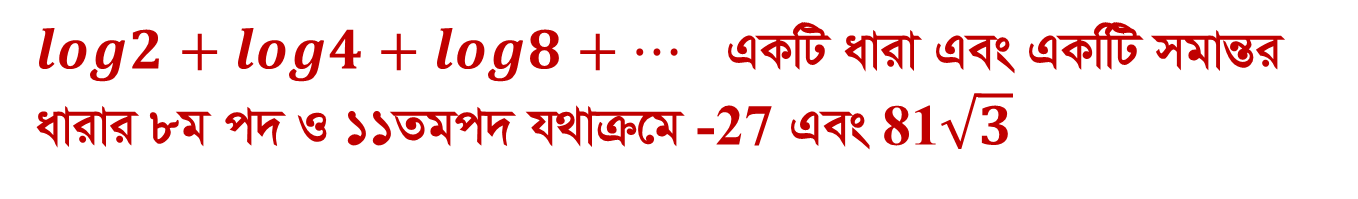 log2 + log4 + log8 + ⋯ একটি ধারা এবং একটিি সমান্তর
ধারার ৮ম পদ ও ১১তমপদ যথাক্রমে -27 এবং 81√3